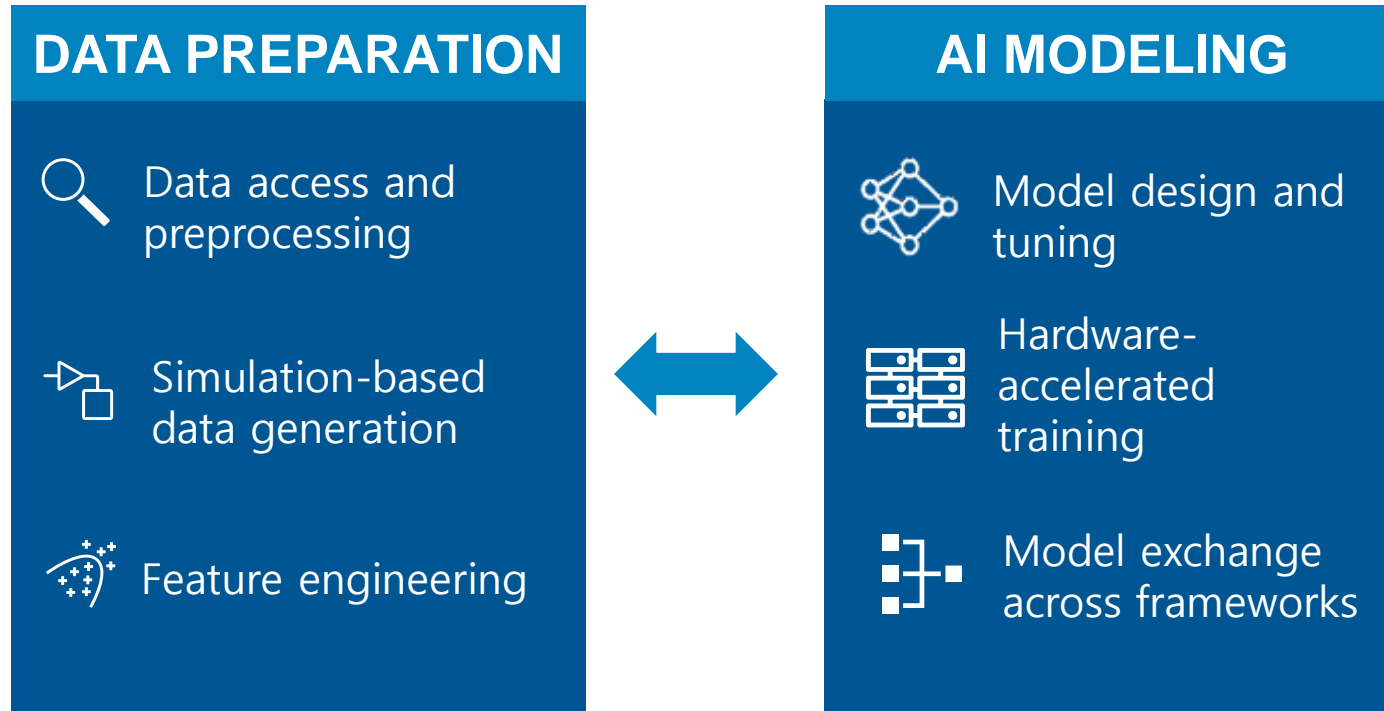 DATA PREPARATION
Data access and
preprocessing
Simulation-based
data generation
Feature engineering
AI MODELING
Model design and
tuning
Hardware-
accelerated
training
Model exchange
across frameworks